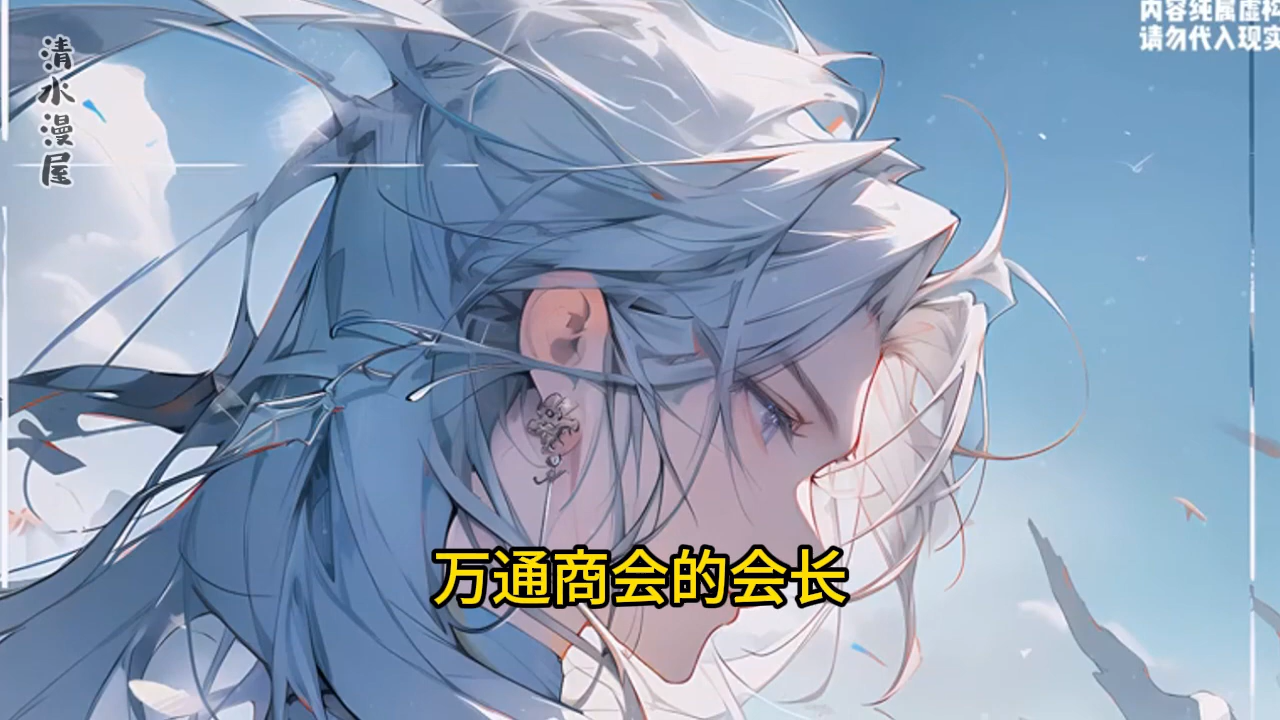 清水漫屋
内容纯属虚构
请勿代入现实
万通商会的会长